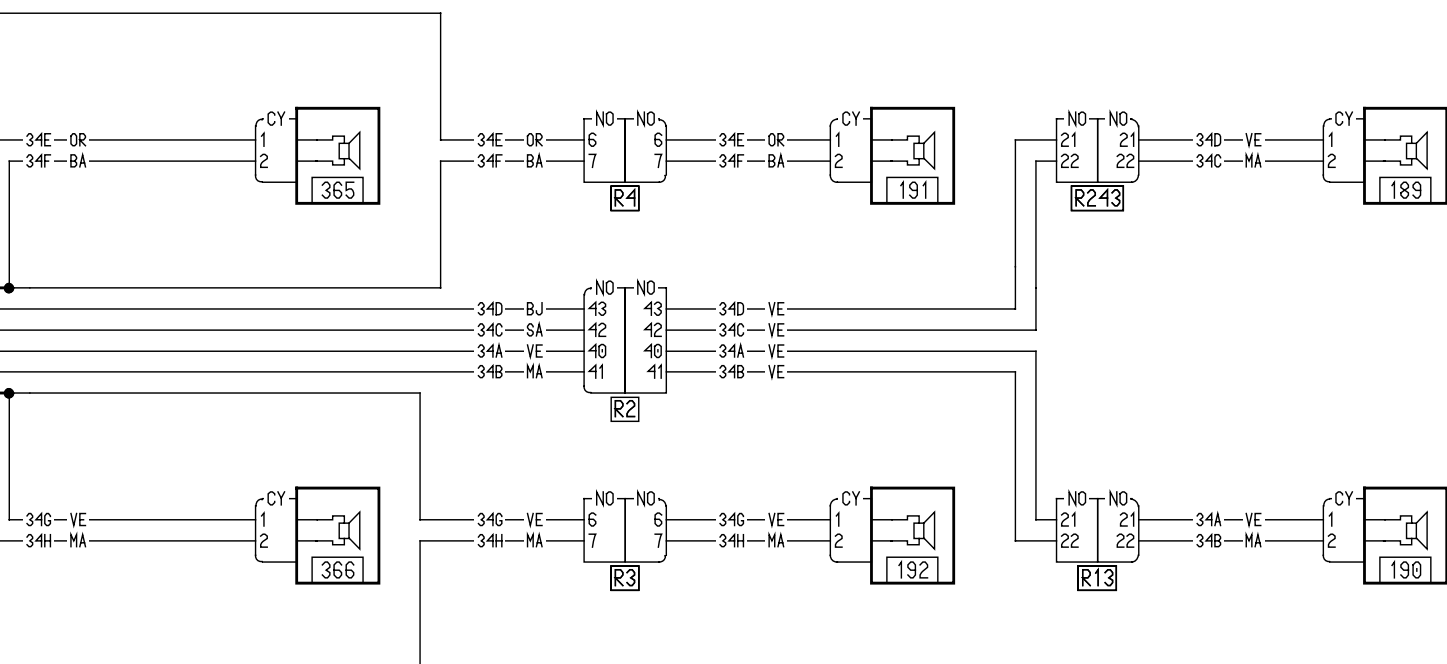 CY NO NO CY NO NO CY
34E OR 1 34E OR 6 6 34E OR 1 21 21 34D VE 1
34F BA 2 34F BA 7 7 34F BA 2 22 22 34C MA 2
365 R4 191 R243 189
NO NO
34D BJ 43 43 34D VE
34C SA 42 42 34C VE
34A VE 40 40 34A VE
34B MA 41 41 34B VE
R2
CY NO NO CY NO NO CY
34G VE 1 34G VE 6 6 34G VE 1 21 21 34A VE 1
34H MA 2 34H MA 7 7 34H MA 2 22 22 34B MA 2
366 R3 192 R13 190